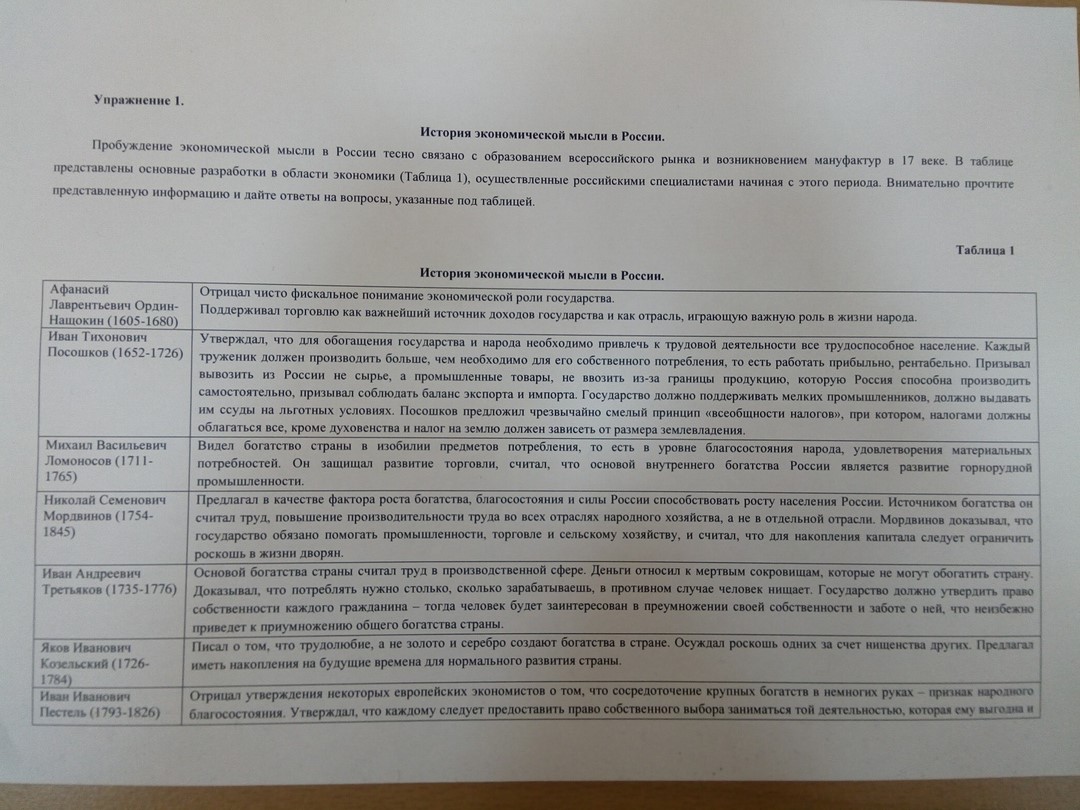 Упражнение 1.
История экономической мысли в России.
Пробуждение экономической мысли в России тесно связано с образованием всероссийского рынка и возникновением мануфактур в 17 веке. В таблице
представлены основные разработки в области экономики (Таблица 1), осуществленные российскими специалистами начиная с этого периода. Внимательно прочтите
представленную информацию и дайте ответы на вопросы, указанные под таблицей.
Таблица 1
История экономической мысли в России.
Афанасий
Лаврентьевич Ордин-
Нащокин (1605-1680)
Отрицал чисто фискальное понимание экономической роли государства.
Поддерживал торговлю как важнейший источник доходов государства и как отрасль, играющую важную роль в жизни народа.
Иван Тихонович
Посошков (1652-1726)
Утверждал, что для обогащения государства и народа необходимо привлечь к трудовой деятельности все трудоспособное население. Каждый
труженик должен производить больше, чем необходимо для его собственного потребления, то есть работать прибыльно, рентабельно. Призывал
вывозить из России не сырье, а промышленные товары, не ввозить из-за границы продукцию, которую Россия способна производить
самостоятельно, призывал соблюдать баланс экспорта и импорта. Государство должно поддерживать мелких промышленников, должно выдавать
им ссуды на льготных условиях. Посошков предложил чрезвычайно смелый принцип «всеобщности налогов», при котором, налогами должны
облагаться все, кроме духовенства и налог на землю должен зависеть от размера землевладения.
Михаил Васильевич
Ломоносов (1711-
1765)
Видел богатство страны в изобилии предметов потребления, то есть в уровне благосостояния народа, удовлетворения материальных
потребностей. Он защищал развитие торговли, считал, что основой внутреннего богатства России является развитие горнорудной
промышленности.
Николай Семенович
Мордвинов (1754-
1845)
Предлагал в качестве фактора роста богатства, благосостояния и силы России способствовать росту населения России. Источником богатства он
считал труд, повышение производительности труда во всех отраслях народного хозяйства, а не в отдельной отрасли. Мордвинов доказывал, что
государство обязано помогать промышленности, торговле и сельскому хозяйству, и считал, что для накопления капитала следует ограничить
роскошь в жизни дворян.
Иван Андреевич
Третьяков (1735-1776)
Основой богатства страны считал труд в производственной сфере. Деньги относил к мертвым сокровищам, которые не могут обогатить страну.
Доказывал, что потреблять нужно столько, сколько зарабатываешь, в противном случае человек нищает. Государство должно утвердить право
собственности каждого гражданина – тогда человек будет заинтересован в преумножении своей собственности и заботе о ней, что неизбежно
приведет к приумножению общего богатства страны.
Яков Иванович
Козельский (1726-
1784)
Писал о том, что трудолюбие, а не золото и серебро создают богатства в стране. Осуждал роскошь одних за счет нищенства других. Предлагал
иметь накопления на будущие времена для нормального развития страны.
Иван Иванович
Пестель (1793-1826)
Отрицал утверждения некоторых европейских экономистов о том, что сосредоточение крупных богатств в немногих руках – признак народного
благосостояния. Утверждал, что каждому следует предоставить право собственного выбора заниматься той деятельностью, которая ему выгодна и